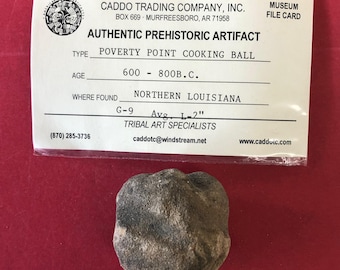 CADDO TRADING COMPANY, INC.
BOX 669 · MURFREESBORO, AR 71958
MUSEUM
FILE CARD
AUTHENTIC PREHISTORIC ARTIFACT
TYPE POVERTY POINT COOKING BALL
AGE 600 - 800B.C.
WHERE FOUND NORTHERN LOUISIANA
G-9 Avg. L-2"
(870) 285-3736
TRIBAL ART SPECIALISTS
caddotc@windstream.net
www.caddotc.com